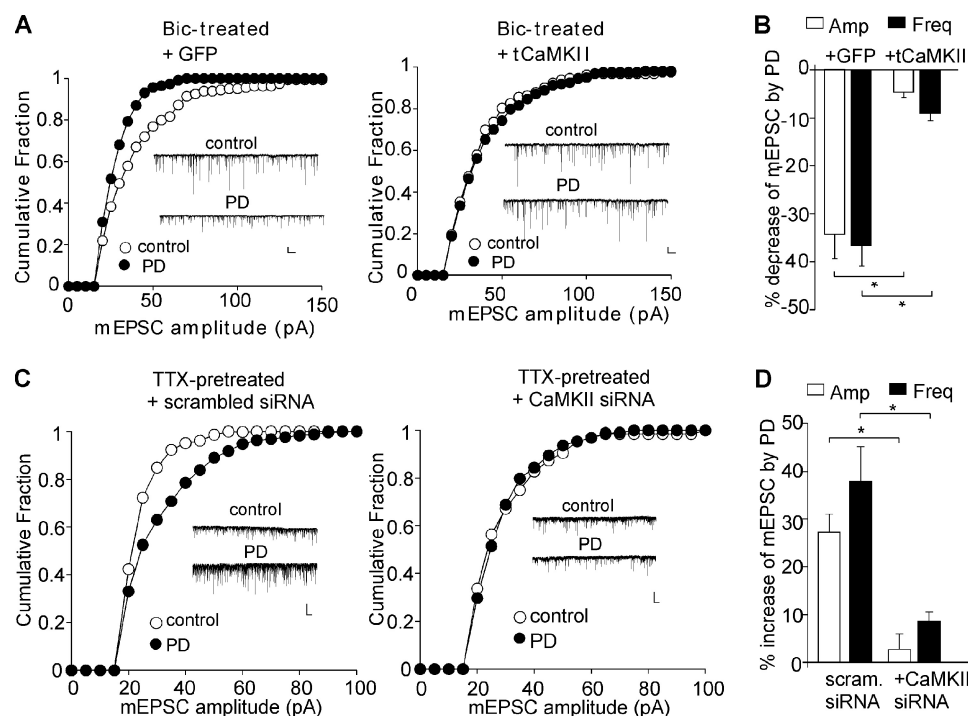 A
Bic-treated
+ GFP
Cumulative Fraction
1
0.8
0.6
0.4
0.2
0
0
50
100
150
mEPSC amplitude (pA)
control
PD
control
PD
Bic-treated
+ tCaMKII
Cumulative Fraction
1
0.8
0.6
0.4
0.2
0
0
50
100
150
mEPSC amplitude (pA)
control
PD
control
PD
B
Amp
Freq
+GFP
+tCaMKII
% decrease of mEPSC by PD
0
-10
-20
-30
-40
-50
*
*
C
TTX-pretreated
+ scrambled siRNA
Cumulative Fraction
1
0.8
0.6
0.4
0.2
0
0
20
40
60
80
100
mEPSC amplitude (pA)
control
PD
control
PD
TTX-pretreated
+ CaMKII siRNA
Cumulative Fraction
1
0.8
0.6
0.4
0.2
0
0
20
40
60
80
100
mEPSC amplitude (pA)
control
PD
control
PD
D
Amp
Freq
% increase of mEPSC by PD
50
40
30
20
10
0
*
*
scram.
siRNA
+CaMKII
siRNA